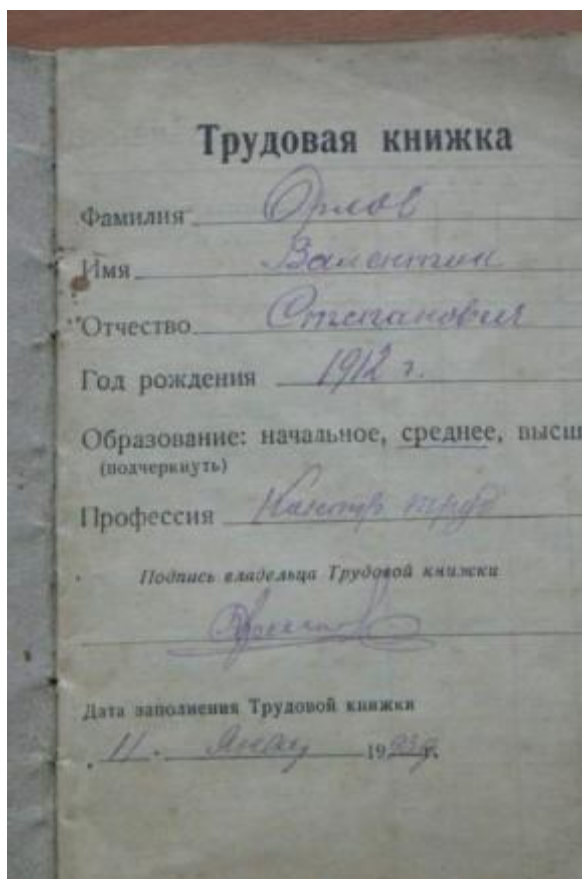 Трудовая книжка
Фамилия Орлов
Имя Валентин
Отчество Степанович
Год рождения 1912 г.
Образование: начальное, среднее, высш
(подчеркнуть)
Профессия
Подпись владельца Трудовой книжки
Дата заполнения Трудовой книжки
11. 1939г.